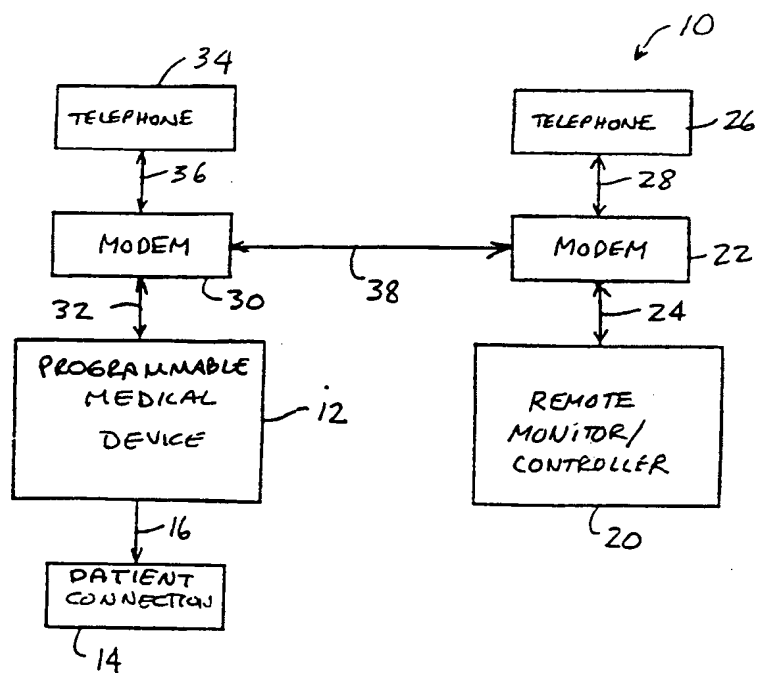 10
34
TELEPHONE
TELEPHONE
26
36
28
MODEM
MODEM
22
30
38
32
24
PROGRAMMABLE
MEDICAL
DEVICE
12
REMOTE
MONITOR/
CONTROLLER
16
20
PATIENT
CONNECTION
14